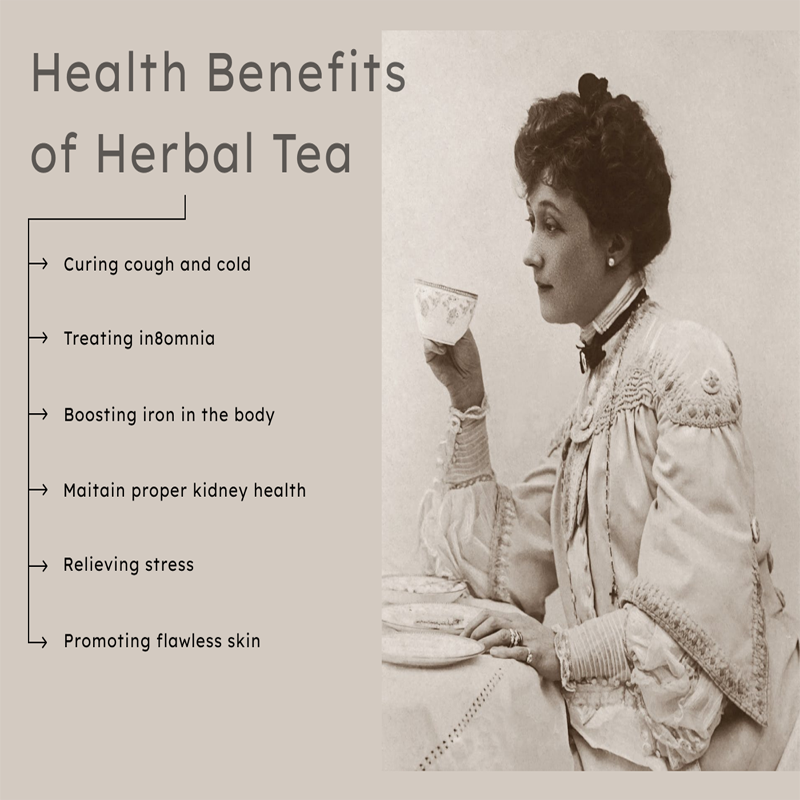 Health Benefits
of Herbal Tea
Curing cough and cold
Treating in8omnia
Boosting iron in the body
Maitain proper kidney health
Relieving stress
Promoting flawless skin